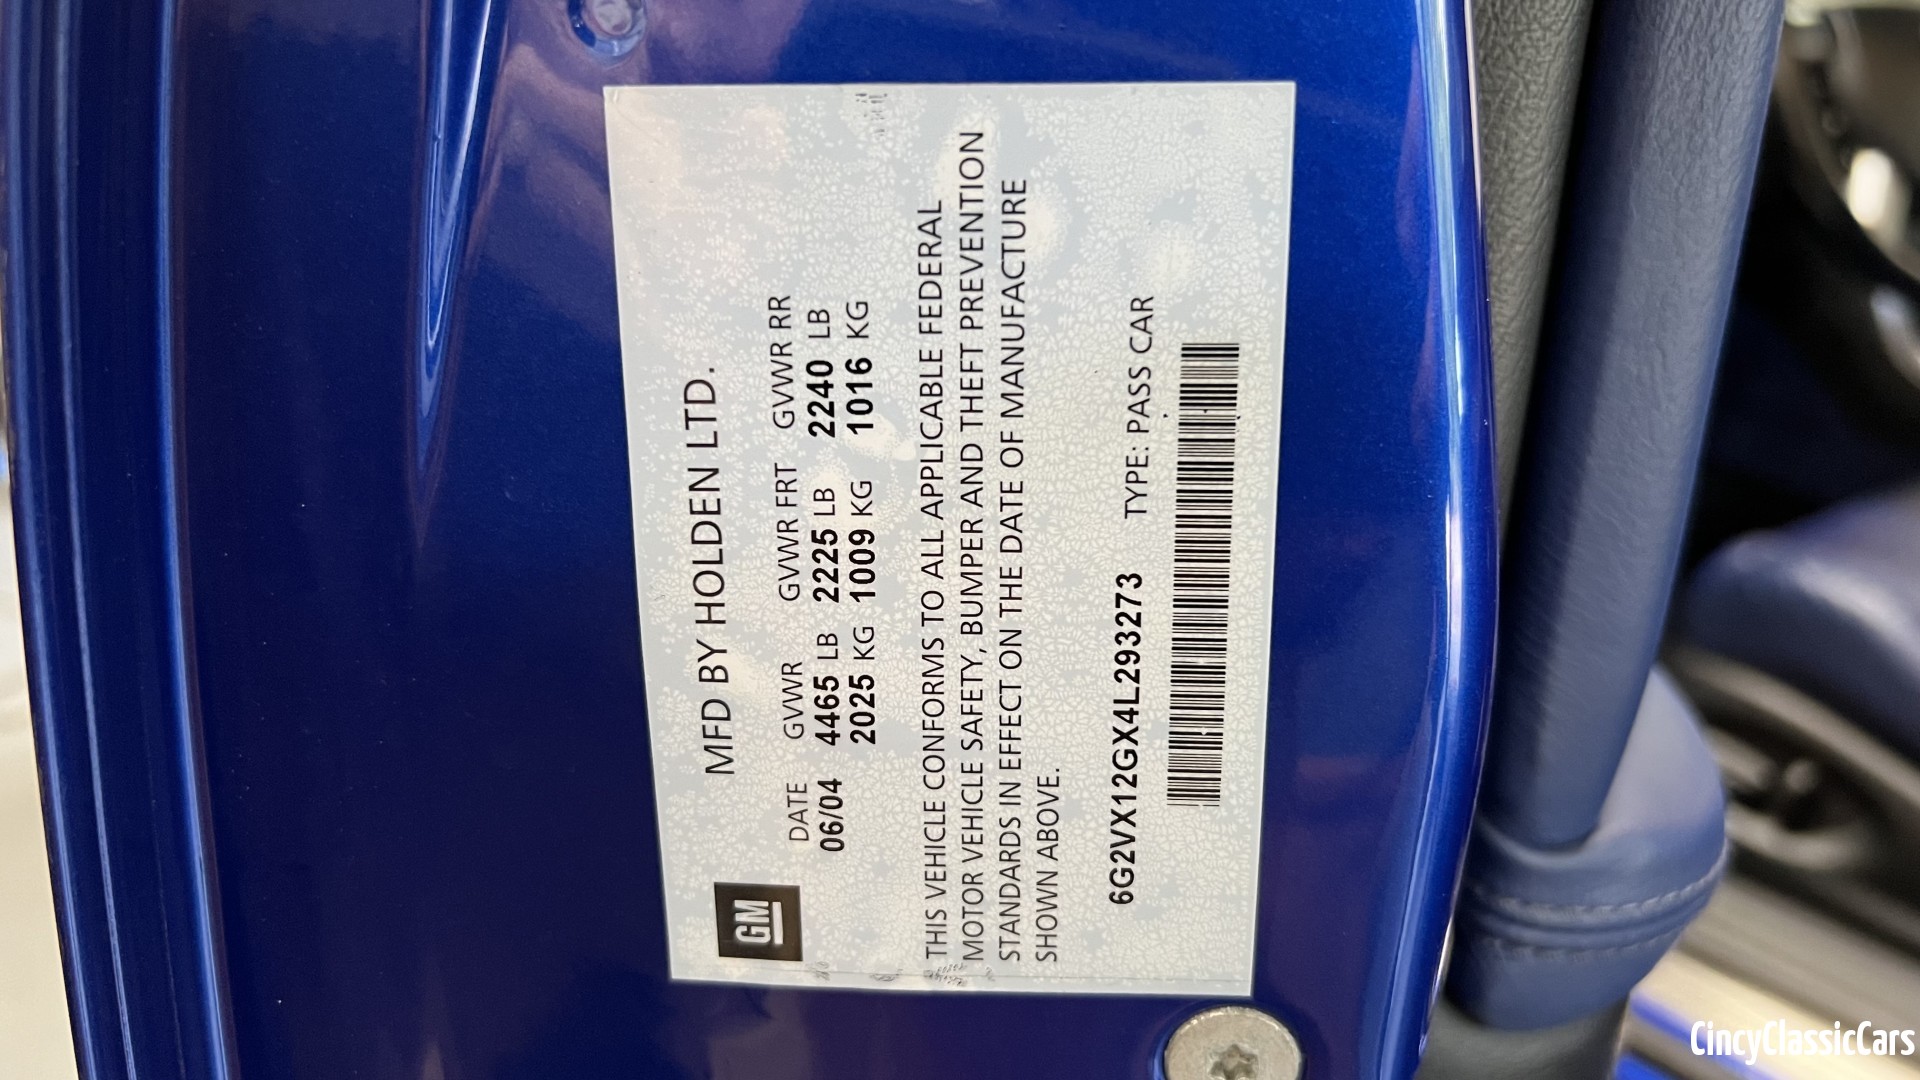 GM
MFD BY HOLDEN LTD.
DATE GVWR GVWR FRT GVWR RR
06/04 4465 LB 2225 LB 2240 LB
2025 KG 1009 KG 1016 KG
THIS VEHICLE CONFORMS TO ALL APPLICABLE FEDERAL
MOTOR VEHICLE SAFETY, BUMPER AND THEFT PREVENTION
STANDARDS IN EFFECT ON THE DATE OF MANUFACTURE
SHOWN ABOVE.
6G2VX12GX4L293273 TYPE: PASS CAR
CincyClassicCars